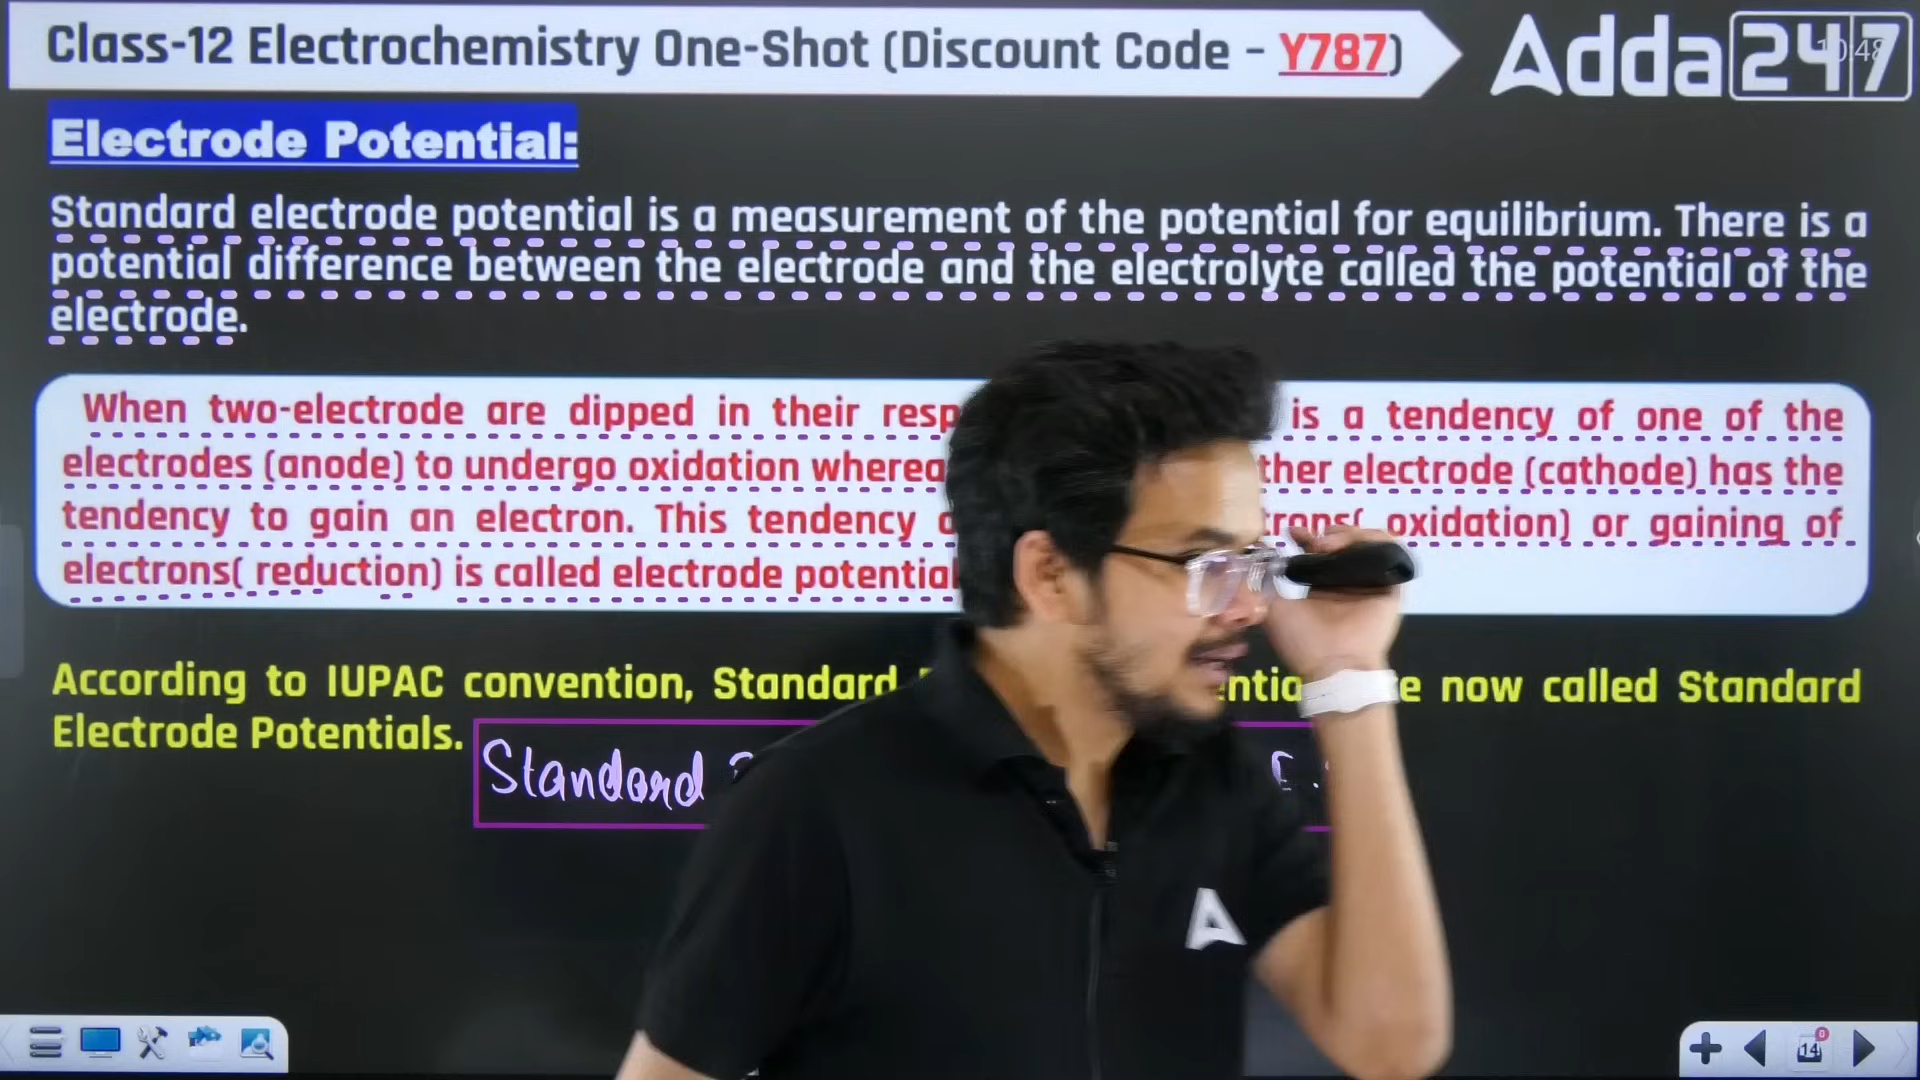 Class-12 Electrochemistry One-Shot (Discount Code - Y787)
Adda247
10:48
Electrode Potential:
Standard electrode potential is a measurement of the potential for equilibrium. There is a
potential difference between the electrode and the electrolyte called the potential of the
electrode.
When two-electrode are dipped in their is a tendency of one of the
electrodes (anode) to undergo oxidation electrode (cathode) has the
tendency to gain an electron. This tendency oxidation) or gaining of
electrons( reduction) is called electrode
According to IUPAC convention, Standard now called Standard
Electrode Potentials.
Standard
A
14
0